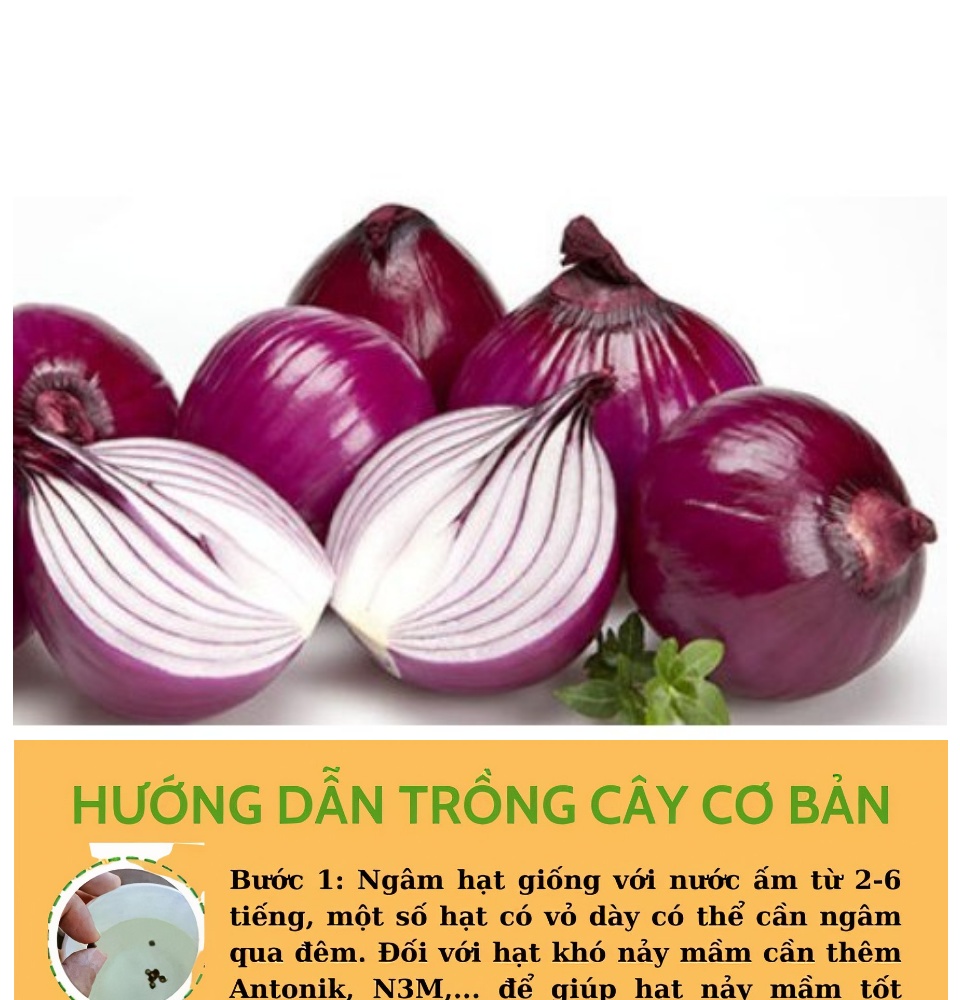 HƯỚNG DẪN TRỒNG CÂY CƠ BẢN
Bước 1: Ngâm hạt giống với nước ấm từ 2-6
tiếng, một số hạt có vỏ dày có thể cần ngâm
qua đêm. Đối với hạt khó nảy mầm cần thêm
Antonik, N3M,... để giúp hạt nảy mầm tốt